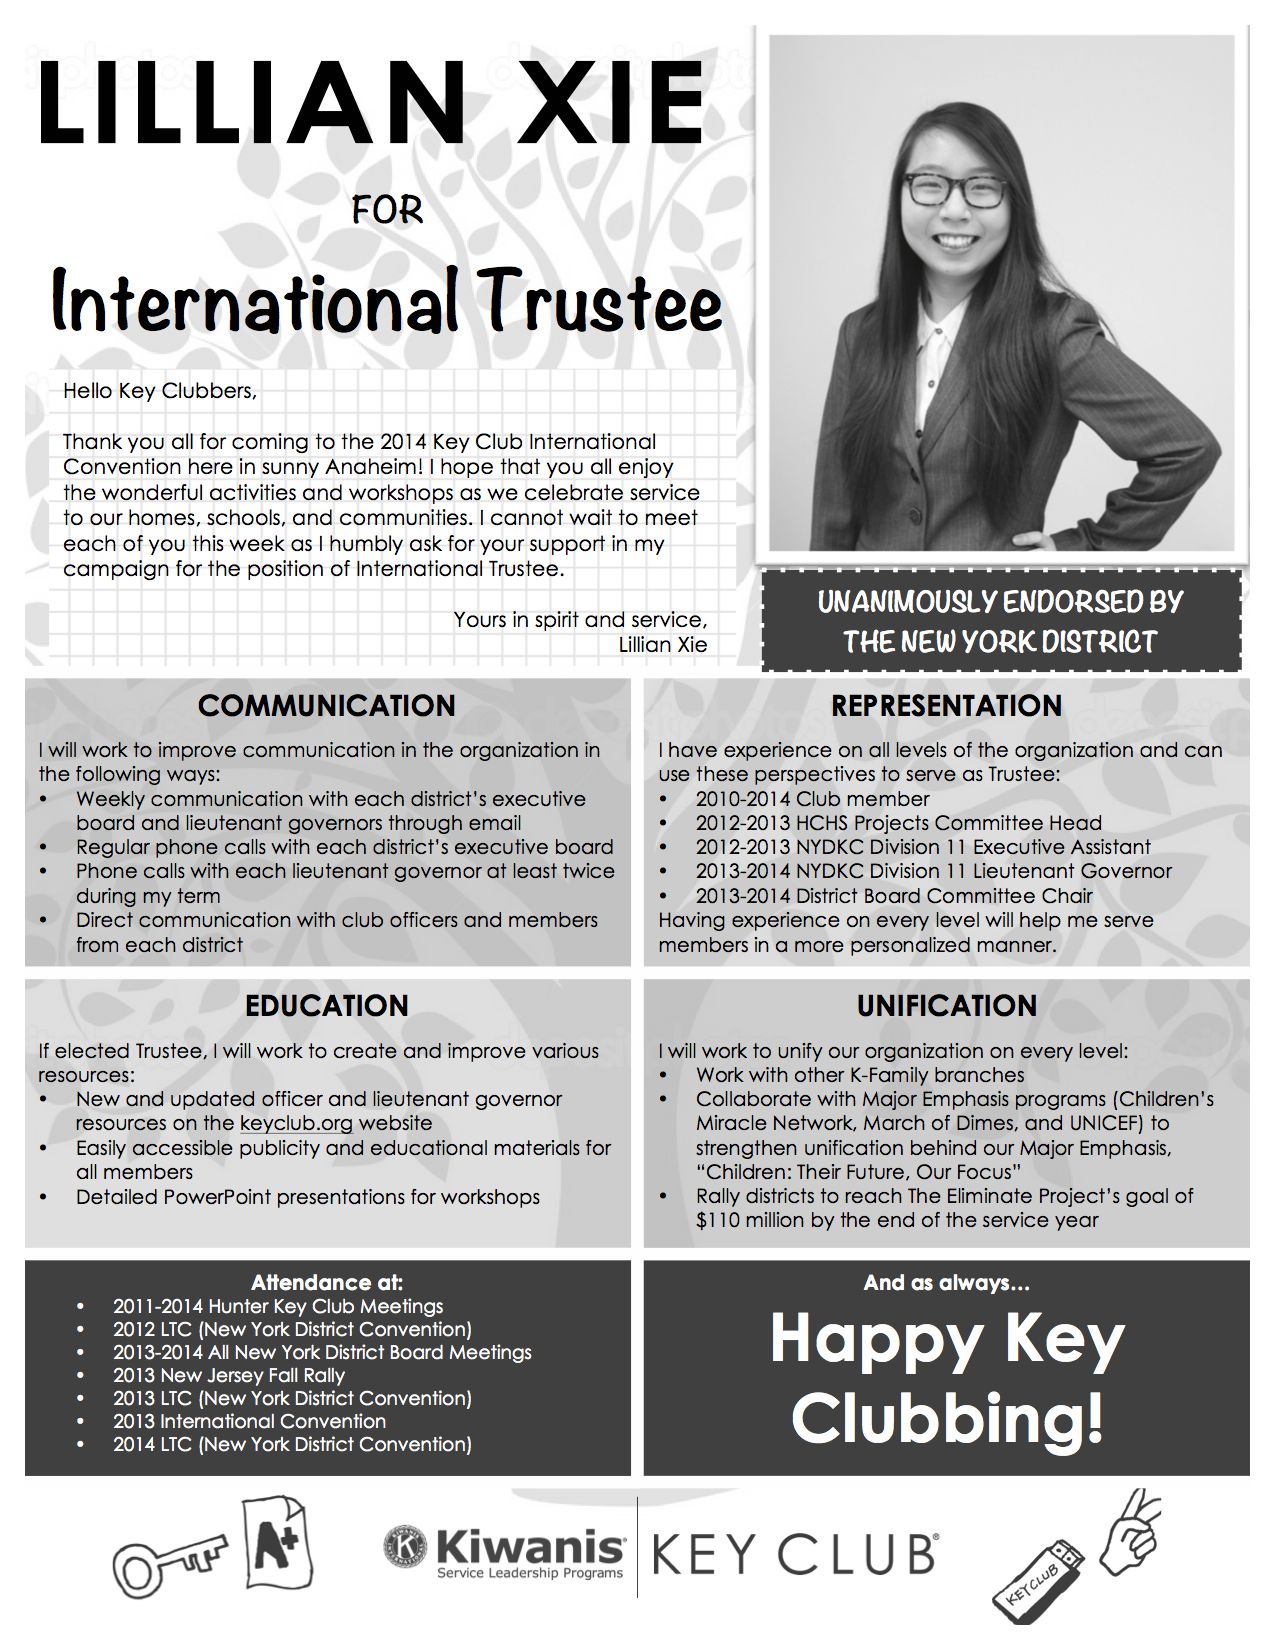 LILLIAN XIE
FOR
International Trustee
Hello Key Clubbers,
Thank you all for coming to the 2014 Key Club International
Convention here in sunny Anaheim! I hope that you all enjoy
the wonderful activities and workshops as we celebrate service
to our homes, schools, and communities. I cannot wait to meet
each of you this week as I humbly ask for your support in my
campaign for the position of International Trustee.
Yours in spirit and service,
Lillian Xie
UNANIMOUSLY ENDORSED BY
THE NEW YORK DISTRICT
COMMUNICATION
I will work to improve communication in the organization in
the following ways:
• Weekly communication with each district's executive
board and lieutenant governors through email
• Regular phone calls with each district's executive board
• Phone calls with each lieutenant governor at least twice
during my term
• Direct communication with club officers and members
from each district
REPRESENTATION
I have experience on all levels of the organization and can
use these perspectives to serve as Trustee:
• 2010-2014 Club member
• 2012-2013 HCHS Projects Committee Head
• 2012-2013 NYDKC Division 11 Executive Assistant
• 2013-2014 NYDKC Division 11 Lieutenant Governor
• 2013-2014 District Board Committee Chair
Having experience on every level will help me serve
members in a more personalized manner.
EDUCATION
If elected Trustee, I will work to create and improve various
resources:
• New and updated officer and lieutenant governor
resources on the keyclub.org website
• Easily accessible publicity and educational materials for
all members
• Detailed PowerPoint presentations for workshops
UNIFICATION
I will work to unify our organization on every level:
• Work with other K-Family branches
• Collaborate with Major Emphasis programs (Children's
Miracle Network, March of Dimes, and UNICEF) to
strengthen unification behind our Major Emphasis,
"Children: Their Future, Our Focus"
• Rally districts to reach The Eliminate Project's goal of
$110 million by the end of the service year
Attendance at:
• 2011-2014 Hunter Key Club Meetings
• 2012 LTC (New York District Convention)
• 2013-2014 All New York District Board Meetings
• 2013 New Jersey Fall Rally
• 2013 LTC (New York District Convention)
• 2013 International Convention
• 2014 LTC (New York District Convention)
And as always…
Happy Key
Clubbing!
A+
Kiwanis
Service Leadership Programs
KEY CLUB®
KEY CLUB